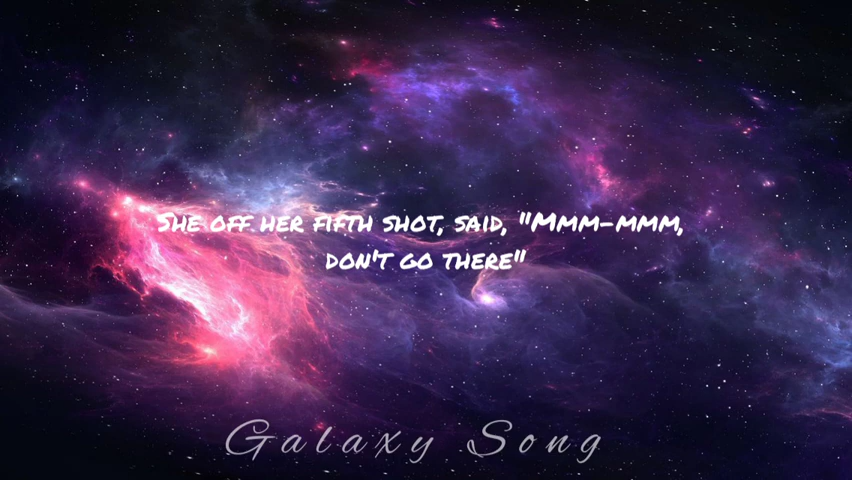 She off her fifth shot, said, "Mmm-mmm,
don't go there"
Galaxy Song